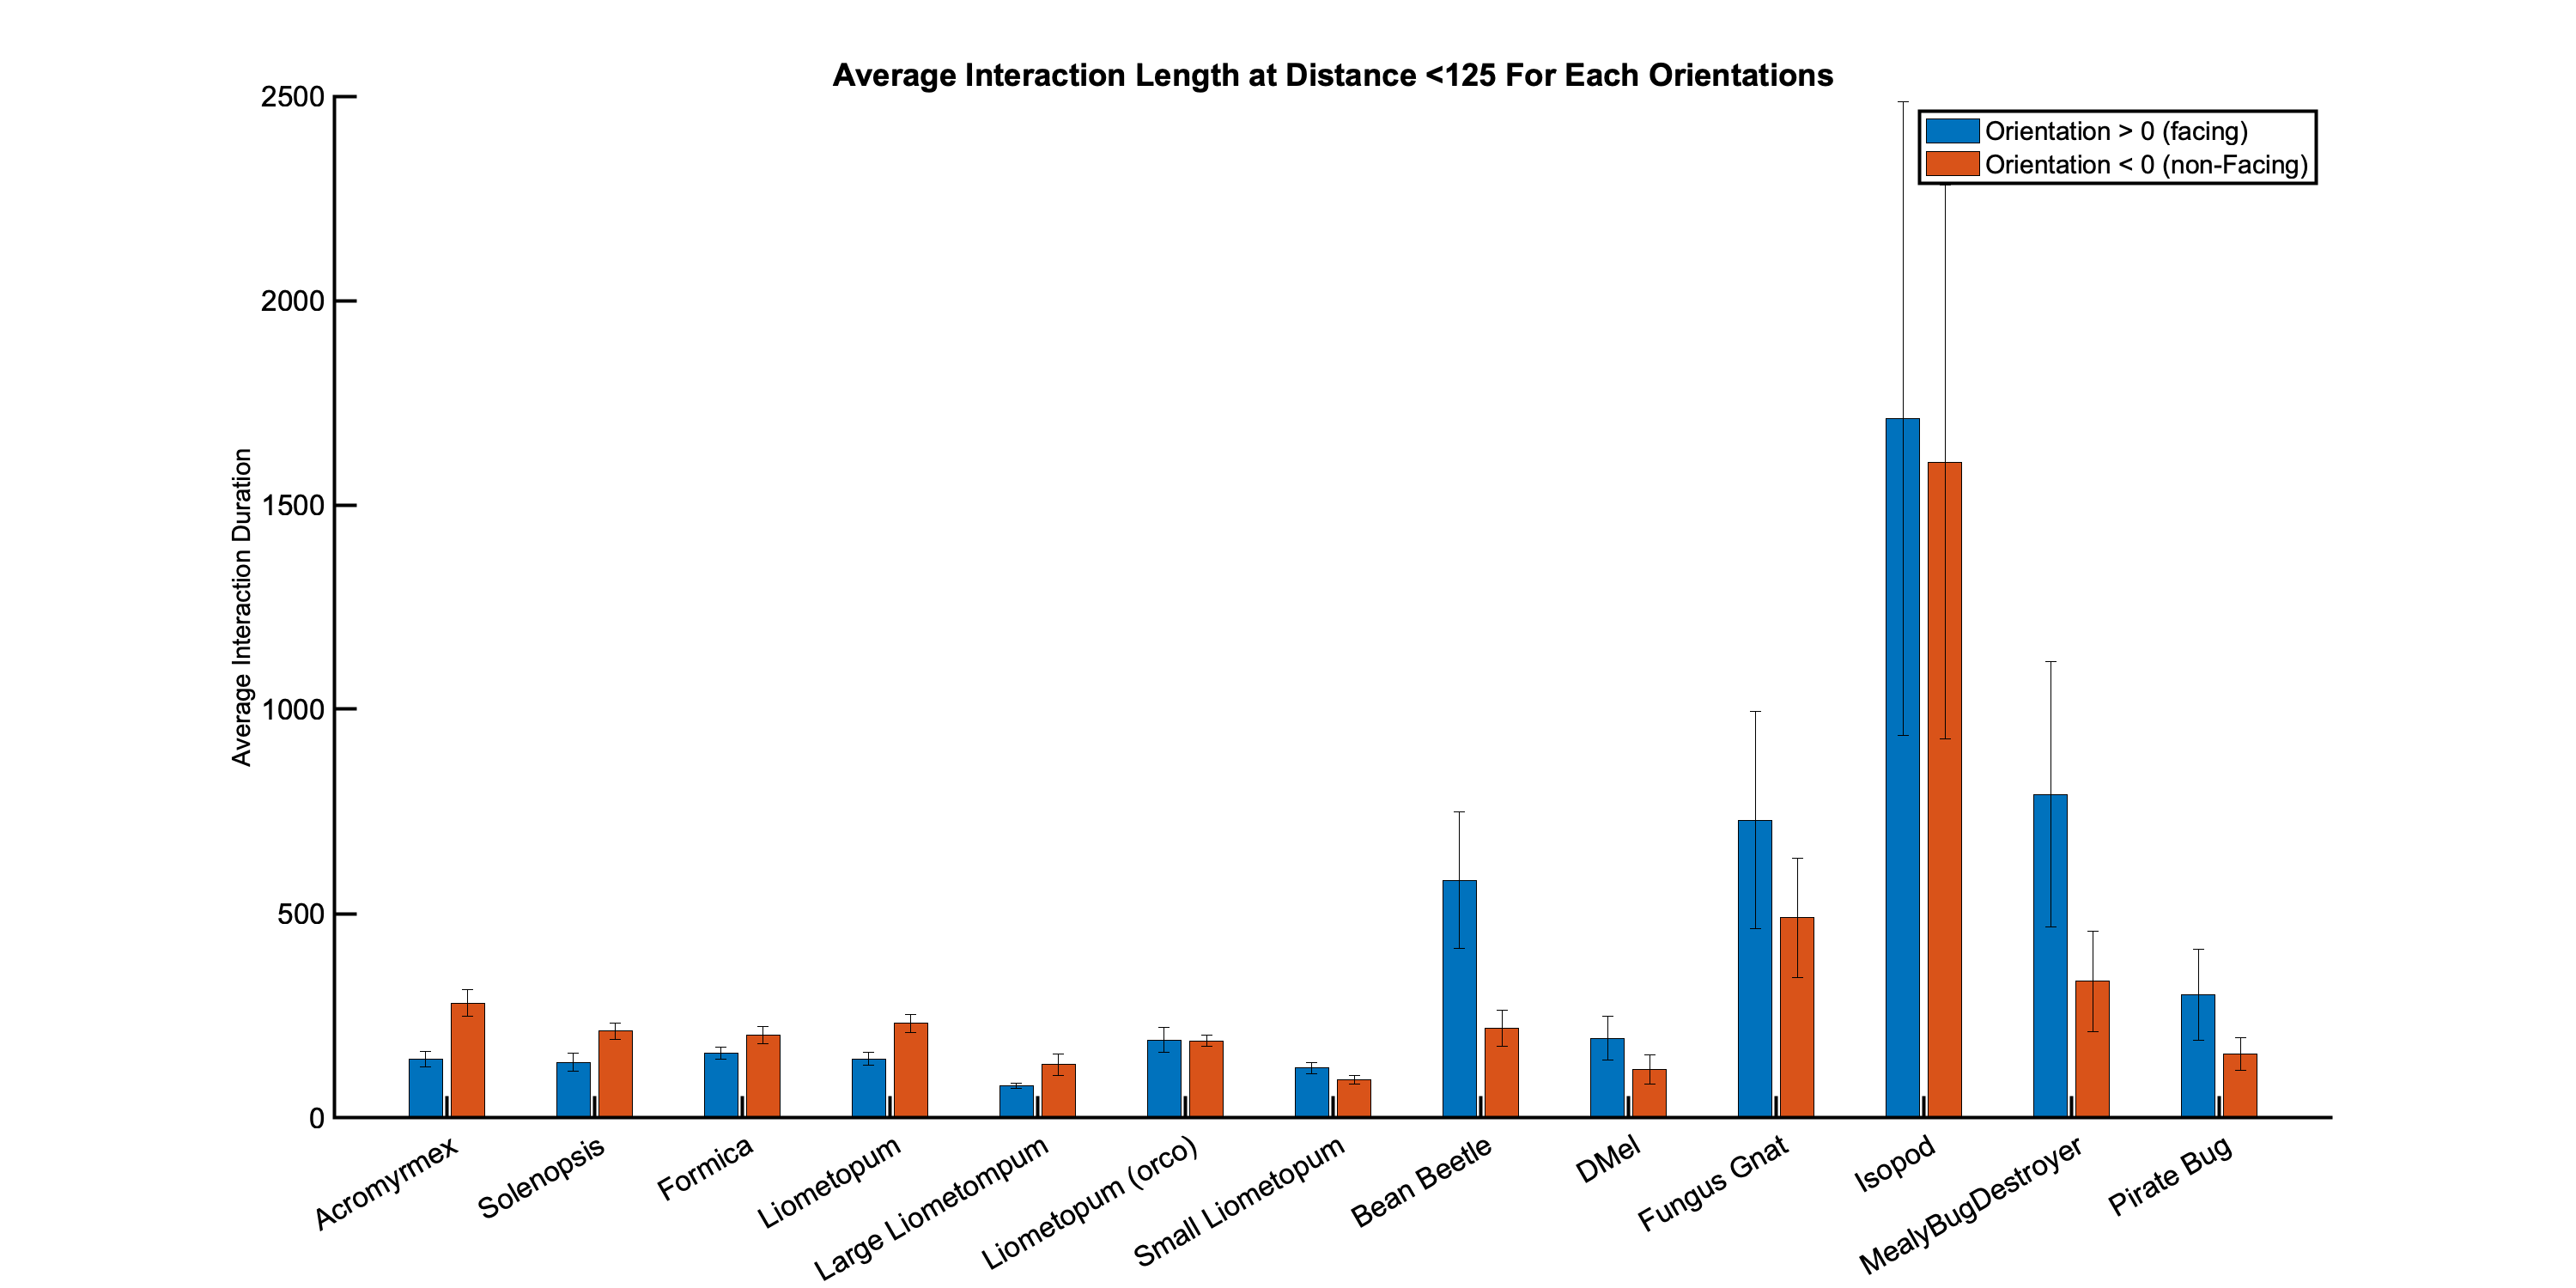 Average Interaction Length at Distance <125 For Each Orientations
Orientation > 0 (facing)
Orientation < 0 (non-Facing)
Average Interaction Duration
2500
2000
1500
1000
500
0
Acromyrmex
Solenopsis
Formica
Liometopum
Large Liometompum
Liometopum (orco)
Small Liometopum
Bean Beetle
DMel
Fungus Gnat
Isopod
MealyBugDestroyer
Pirate Bug